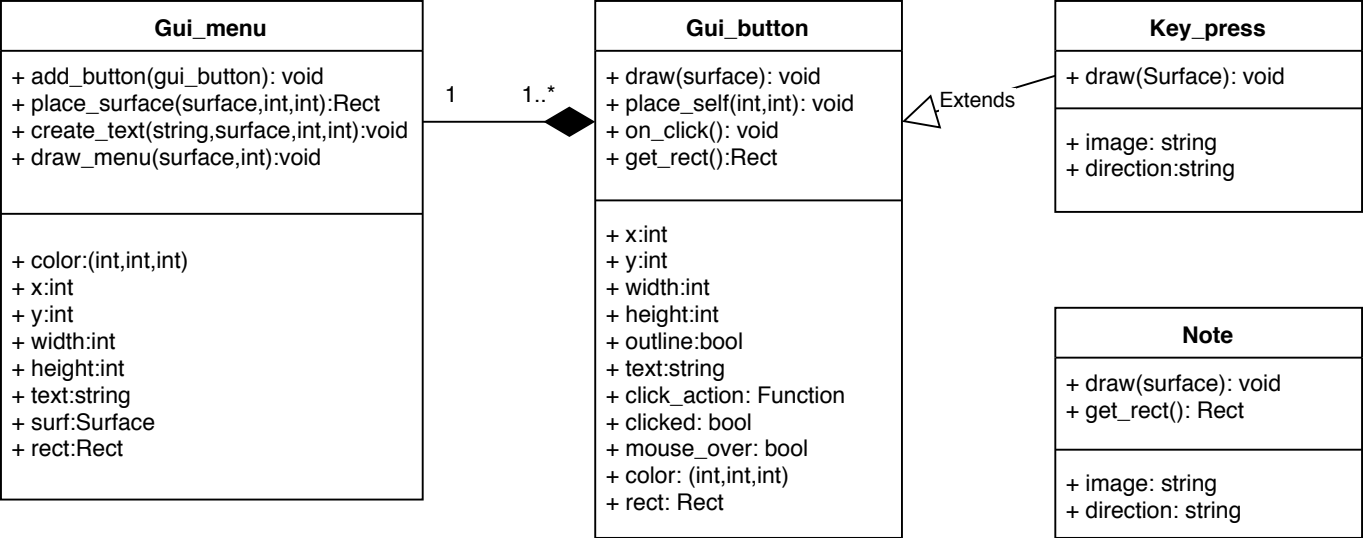 Gui_menu
+ add_button(gui_button): void
+ place_surface(surface,int,int):Rect
+ create_text(string,surface,int,int):void
+ draw_menu(surface,int):void
+ color:(int,int,int)
+ x:int
+ y:int
+ width:int
+ height:int
+ text:string
+ surf:Surface
+ rect:Rect
1
1..*
Gui_button
+ draw(surface): void
+ place_self(int,int): void
+ on_click(): void
+ get_rect():Rect
+ x:int
+ y:int
+ width:int
+ height:int
+ outline:bool
+ text:string
+ click_action: Function
+ clicked: bool
+ mouse_over: bool
+ color: (int,int,int)
+ rect: Rect
Extends
Key_press
+ draw(Surface): void
+ image: string
+ direction:string
Note
+ draw(surface): void
+ get_rect(): Rect
+ image: string
+ direction: string